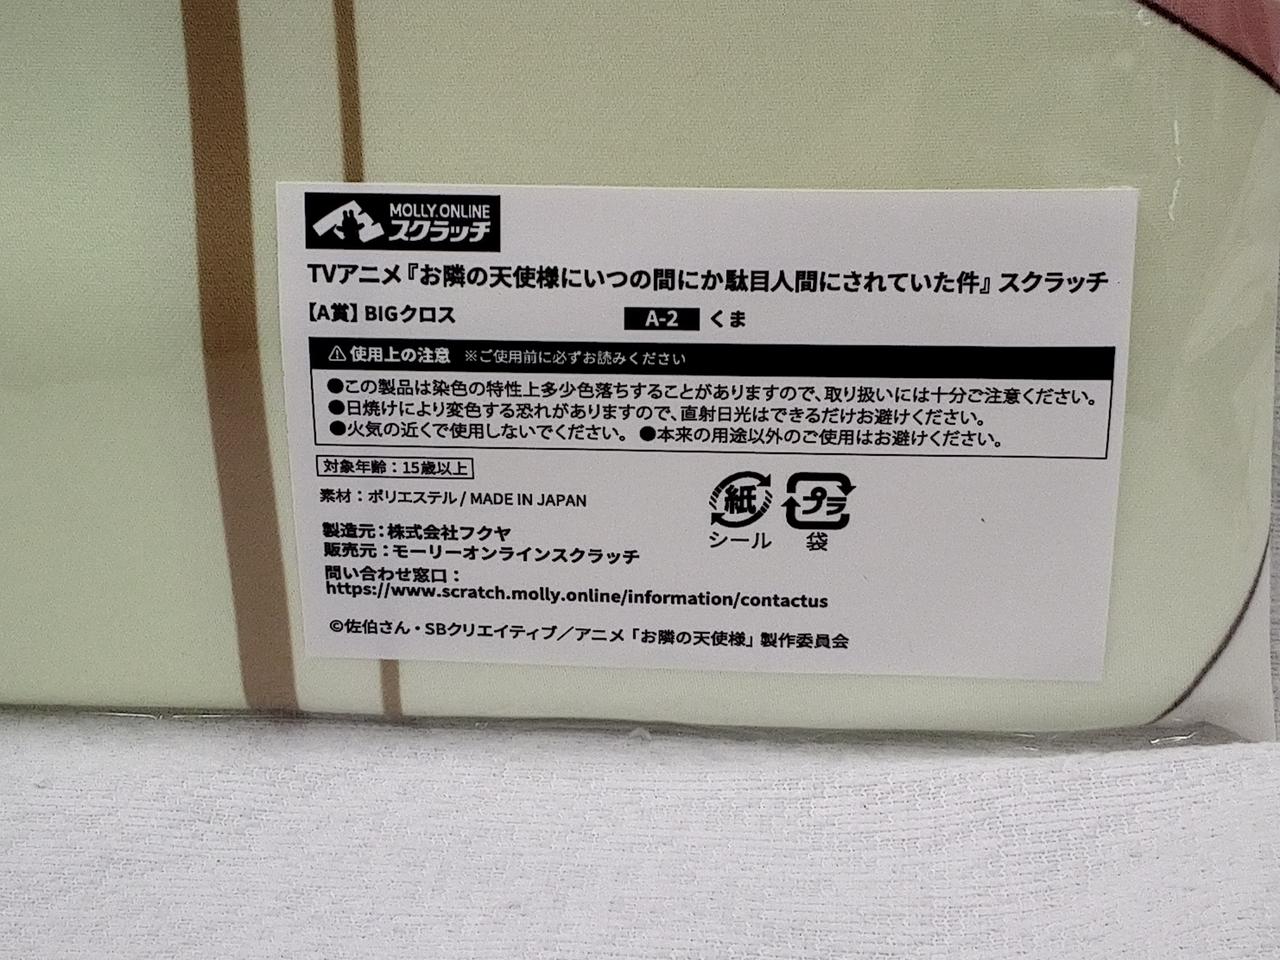 MOLLY.ONLINE
スクラッチ
TVアニメ『お隣の天使様にいつの間にか駄目人間にされていた件』スクラッチ
【A賞】BIGクロス A-2 くま
⚠使用上の注意 ※ご使用前に必ずお読みください
●この製品は染色の特性上多少色落ちすることがありますので、取り扱いには十分ご注意ください。
●日焼けにより変色する恐れがありますので、直射日光はできるだけお避けください。
●火気の近くで使用しないでください。 ●本来の用途以外のご使用はお避けください。
対象年齢：15歳以上
素材：ポリエステル / MADE IN JAPAN
紙 プラ
シール 袋
製造元：株式会社フクヤ
販売元：モーリーオンラインスクラッチ
問い合わせ窓口：
https://www.scratch.molly.online/information/contactus
©佐伯さん・SBクリエイティブ／アニメ「お隣の天使様」製作委員会